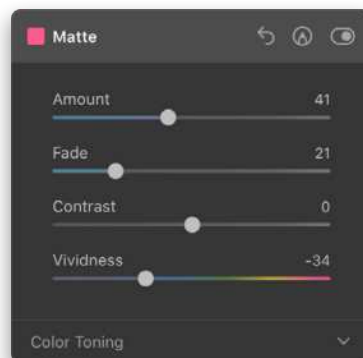 Matte
Amount 41
Fade 21
Contrast 0
Vividness -34
Color Toning